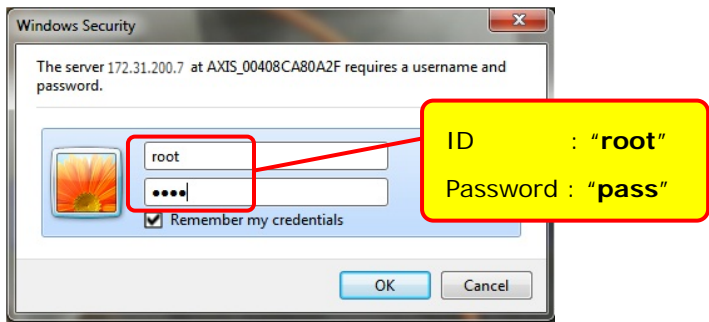 Windows Security
The server 172.31.200.7 at AXIS_00408CA80A2F requires a username and
password.
root
••••
Remember my credentials
ID : “root”
Password : “pass”
OK Cancel